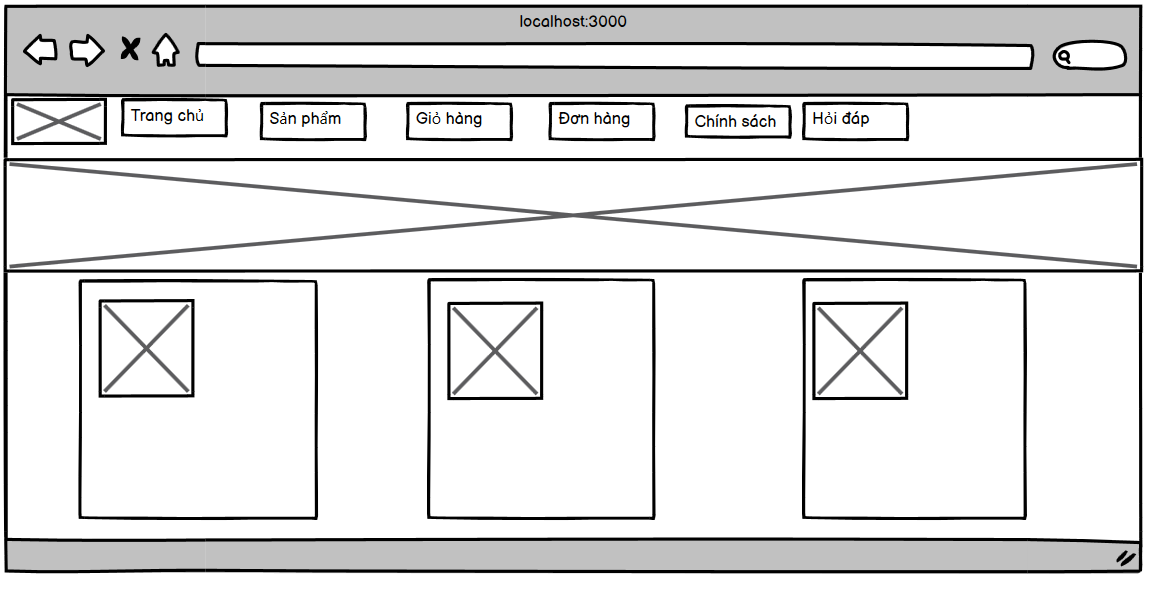 localhost:3000
Trang chủ
Sản phẩm
Giỏ hàng
Đơn hàng
Chính sách
Hỏi đáp